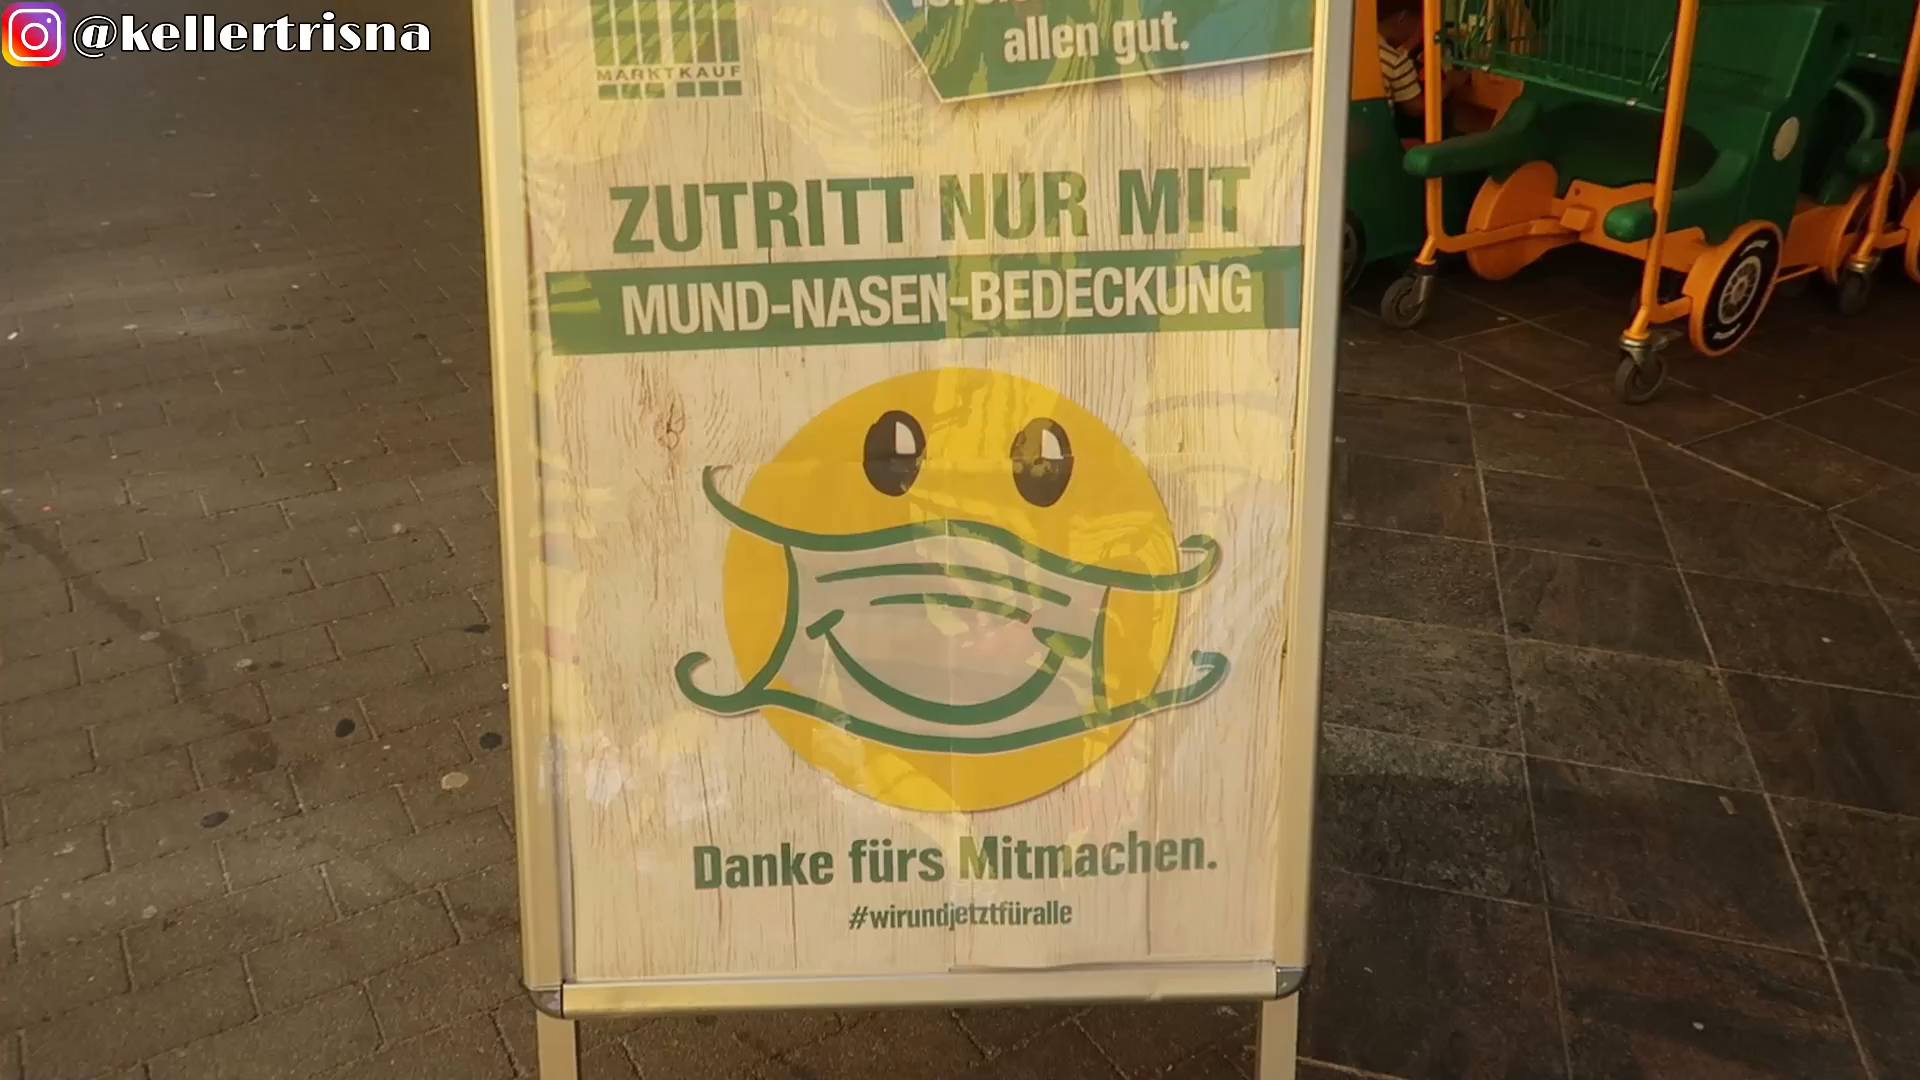 @kellertrisna
allen gut.
MARKTKAUF
ZUTRITT NUR MIT
MUND-NASEN-BEDECKUNG
Danke fürs Mitmachen.
#wirundjetztfüralle